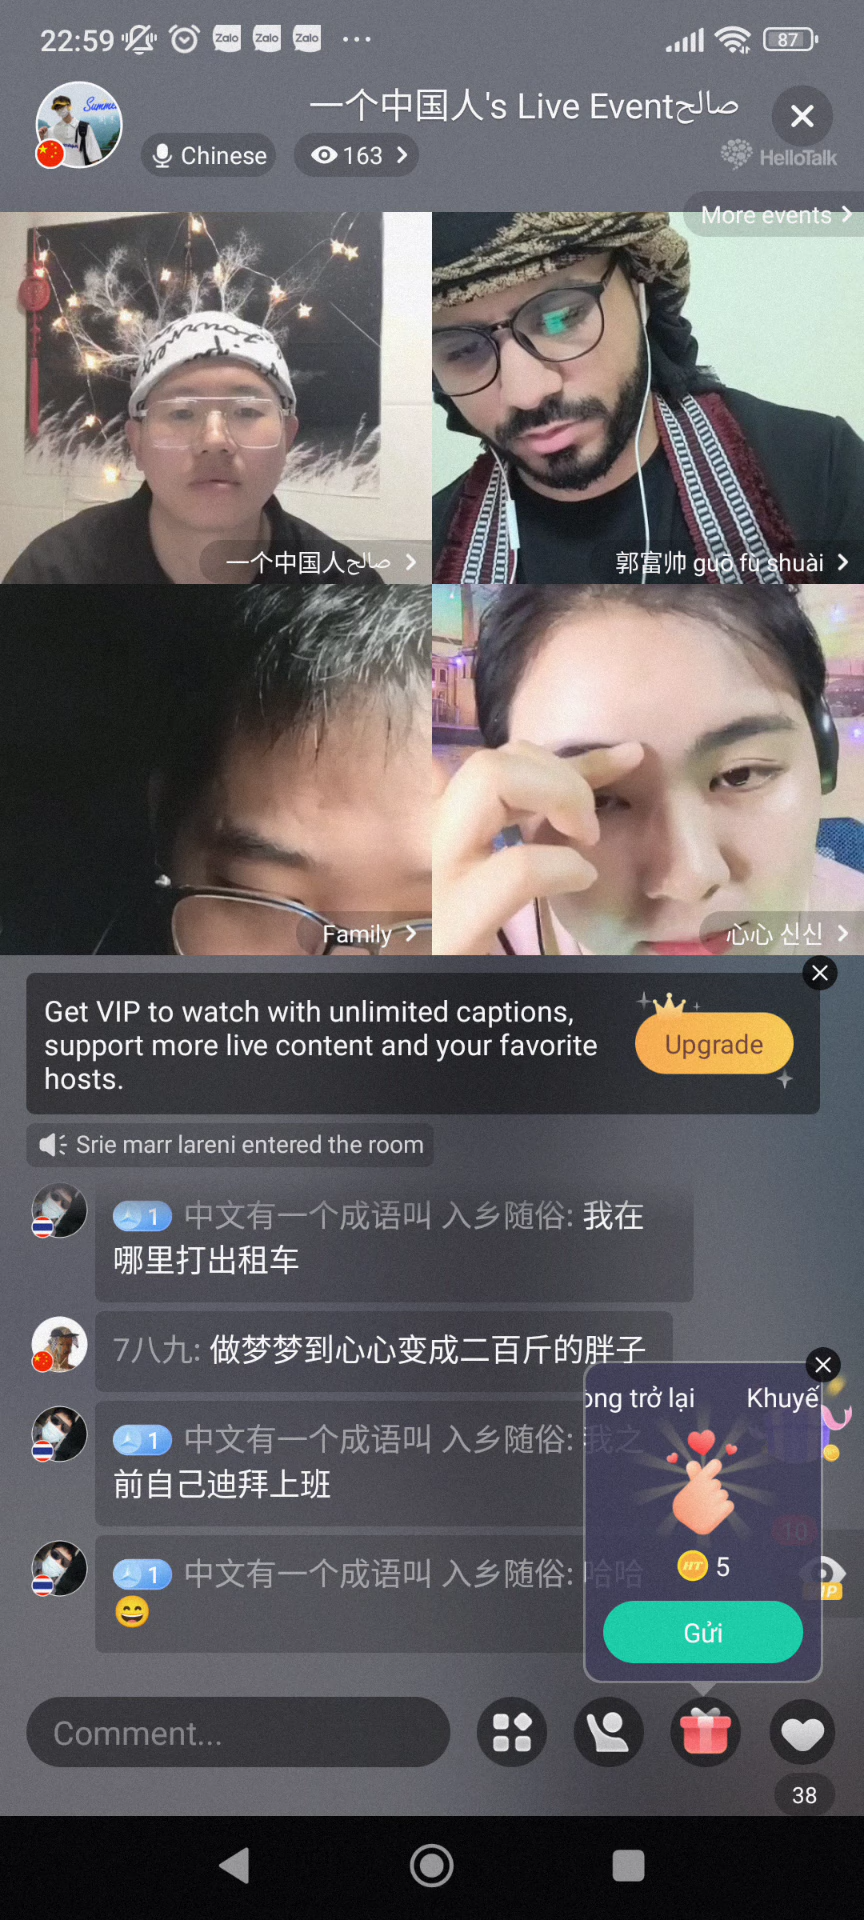 22:59
Zalo Zalo Zalo
87
一个中国人's Live Eventصالح
Summe
Chinese
163
HelloTalk
More events
一个中国人صالح
郭富帅 guō fù shuài
Family
心心 신신
Get VIP to watch with unlimited captions,
support more live content and your favorite
hosts.
Upgrade
Srie marr lareni entered the room
1 中文有一个成语叫 入乡随俗: 我在
哪里打出租车
7八九: 做梦梦到心心变成二百斤的胖子
1 中文有一个成语叫 入乡随俗: 我之
前自己迪拜上班
1 中文有一个成语叫 入乡随俗: 哈哈
ong trở lại Khuyế
HT 5
10
Gửi
Comment...
38